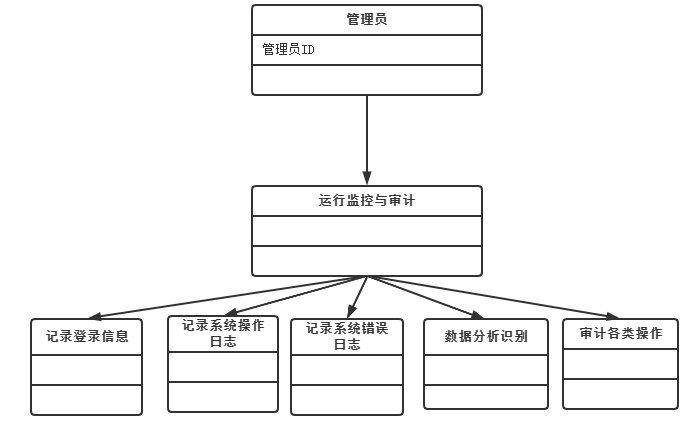 管理员
管理员ID
运行监控与审计
记录登录信息
记录系统操作
日志
记录系统错误
日志
数据分析识别
审计各类操作